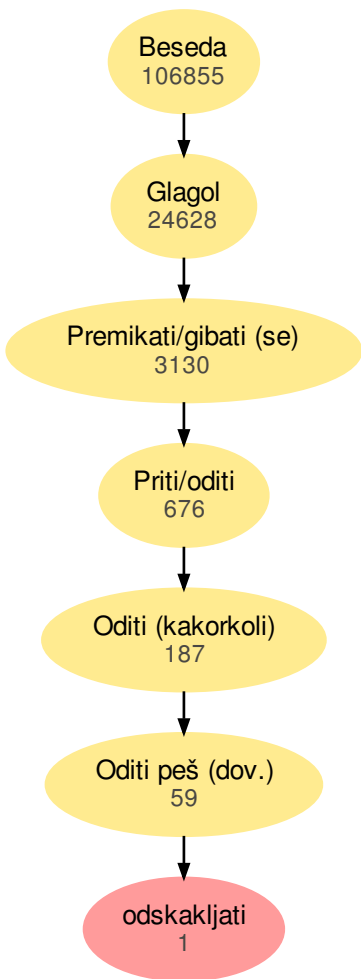 Beseda
106855
Glagol
24628
Premikati/gibati (se)
3130
Priti/oditi
676
Oditi (kakorkoli)
187
Oditi peš (dov.)
59
odskakljati
1